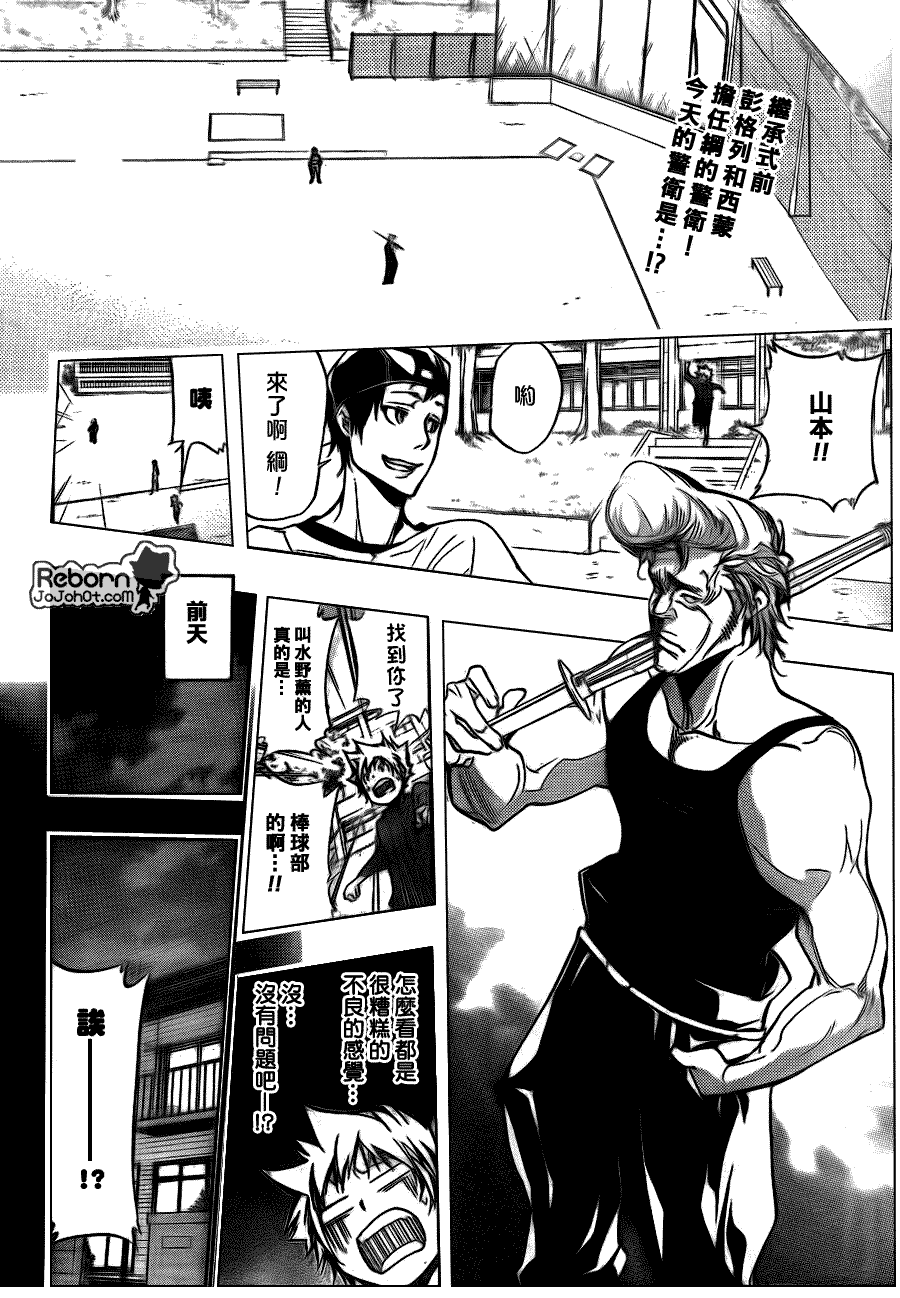 繼承式前
彭格列和西蒙
擔任綱的警衛！
今天的警衛是…!?
山本!!
喲
來了啊綱！
咦
找到你了
叫水野薰的人
真的是…
棒球部
的啊…!!
前天
怎麼看都是
很糟糕的
不良的感覺…
沒…
沒有問題吧—!?
誒——!?
Reborn
JoJoHot.com